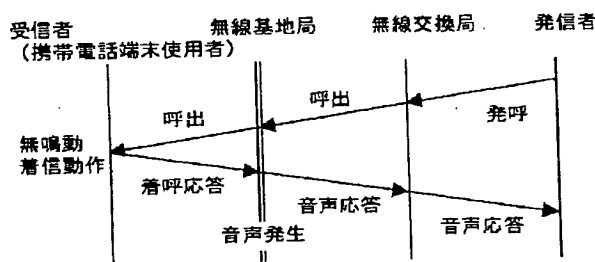 受信者
（携帯電話端末使用者）
無線基地局
無線交換局
発信者
呼出
呼出
発呼
無鳴動
着信動作
着呼応答
音声応答
音声応答
音声発生